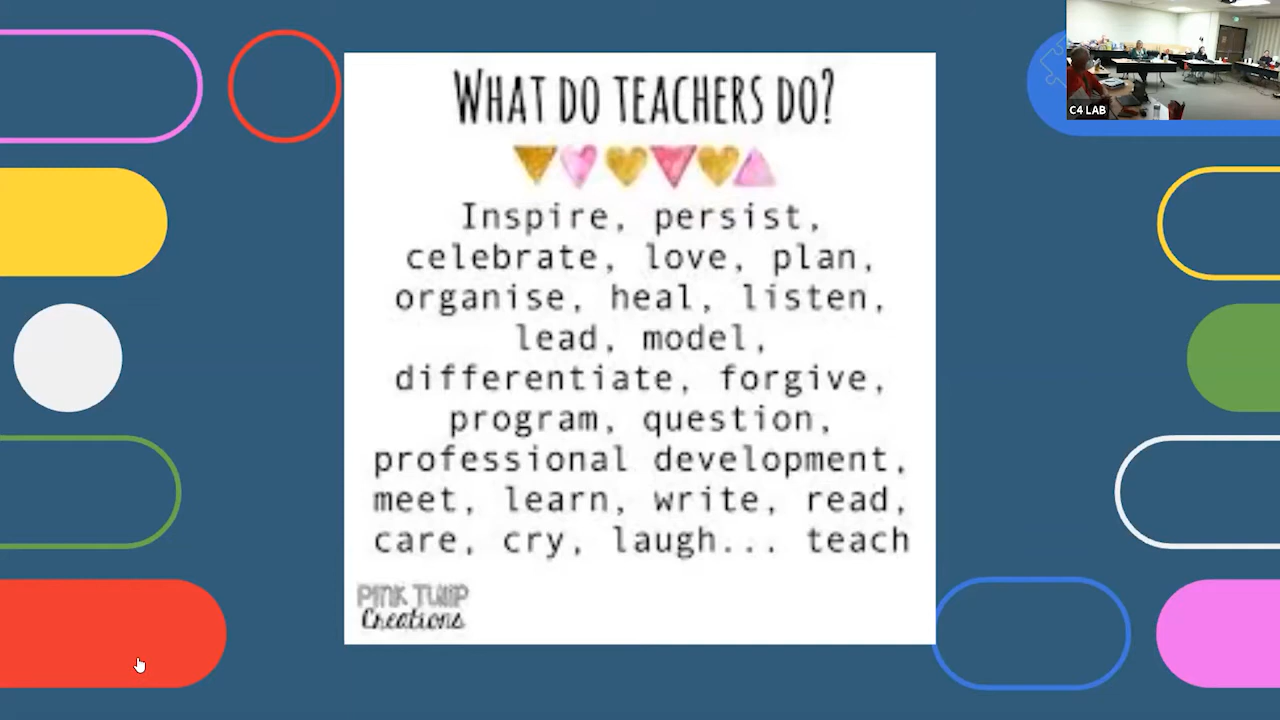 WHAT DO TEACHERS DO?
Inspire, persist,
celebrate, love, plan,
organise, heal, listen,
lead, model,
differentiate, forgive,
program, question,
professional development,
meet, learn, write, read,
care, cry, laugh... teach
PINK TULIP
Creations
C4 LAB